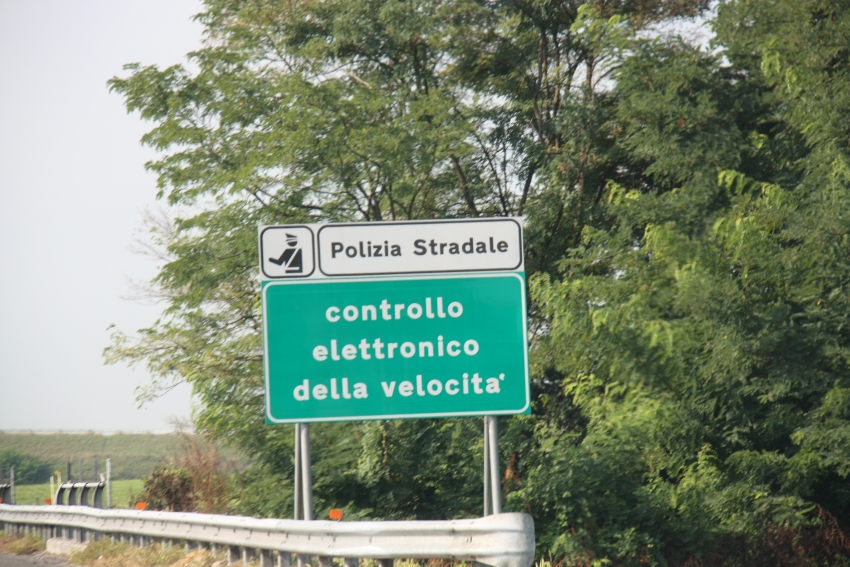 Polizia Stradale
controllo
elettronico
della velocita'